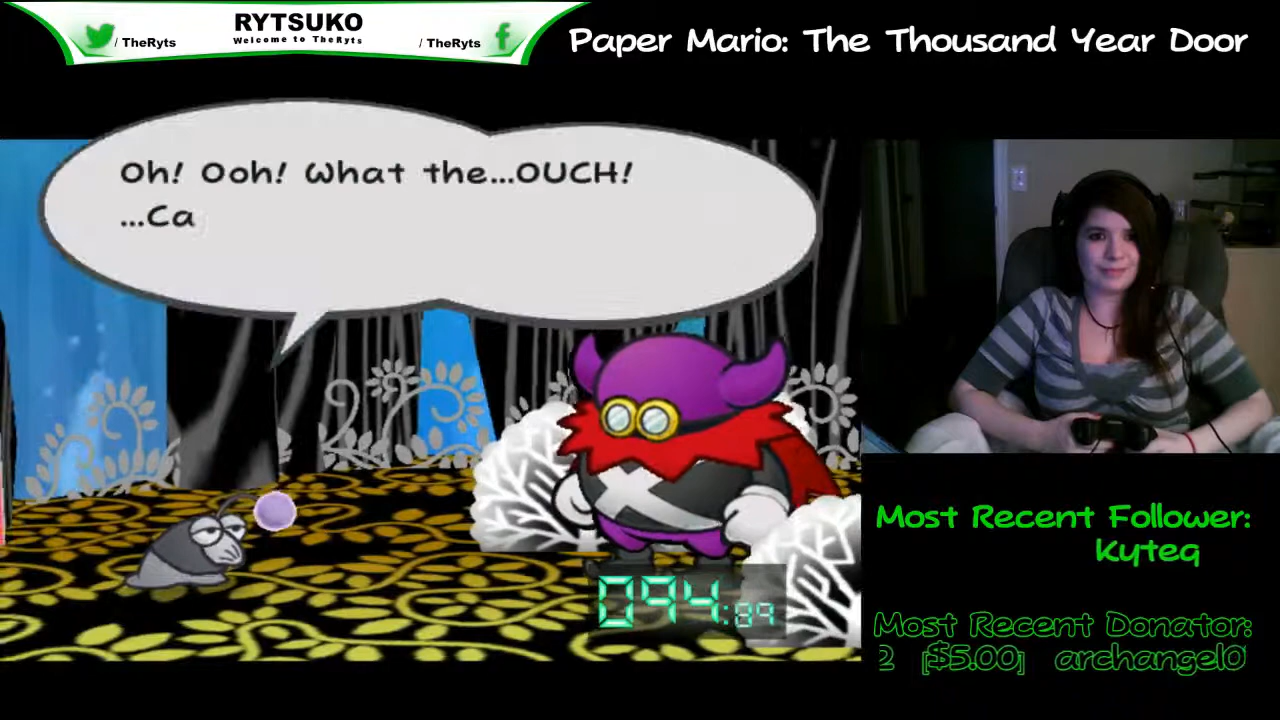 RYTSUKO
Welcome to TheRyts
/ TheRyts
/ TheRyts
Paper Mario: The Thousand Year Door
Oh! Ooh! What the...OUCH!
...Ca
094:89
Most Recent Follower:
Kyteq
Most Recent Donator:
2 [$5.00] archangel0